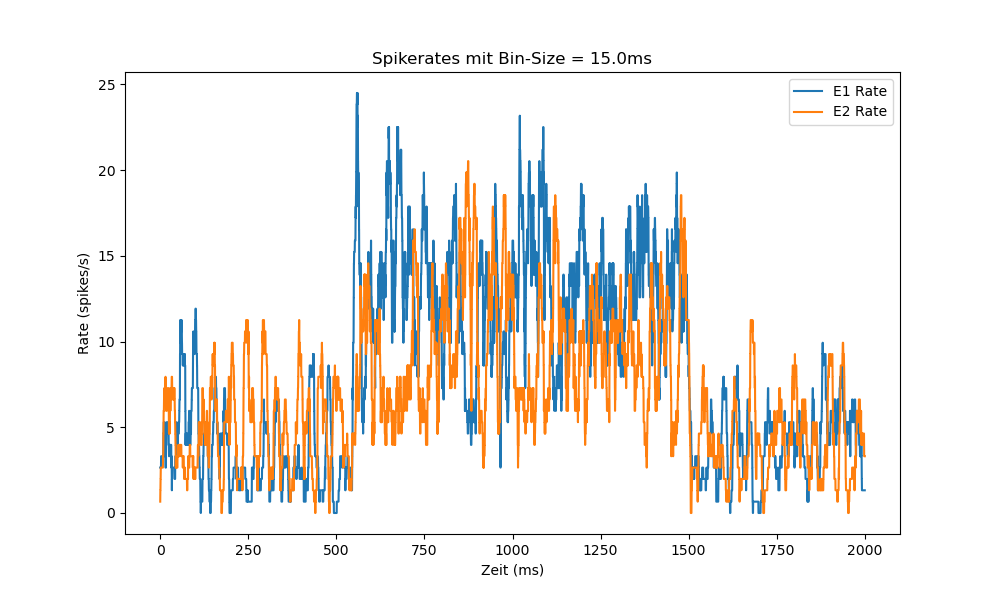 Spikerates mit Bin-Size = 15.0ms
E1 Rate
E2 Rate
25
20
15
10
5
0
Rate (spikes/s)
0 250 500 750 1000 1250 1500 1750 2000
Zeit (ms)